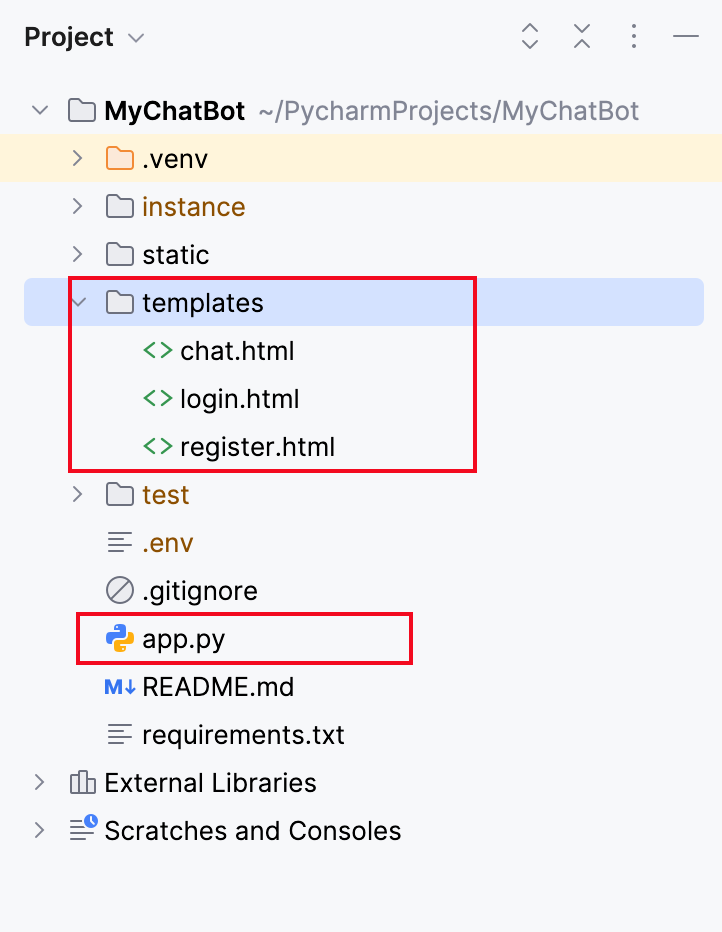 Project
MyChatBot ~/PycharmProjects/MyChatBot
.venv
instance
static
templates
<> chat.html
<> login.html
<> register.html
test
.env
.gitignore
app.py
M↓ README.md
requirements.txt
External Libraries
Scratches and Consoles